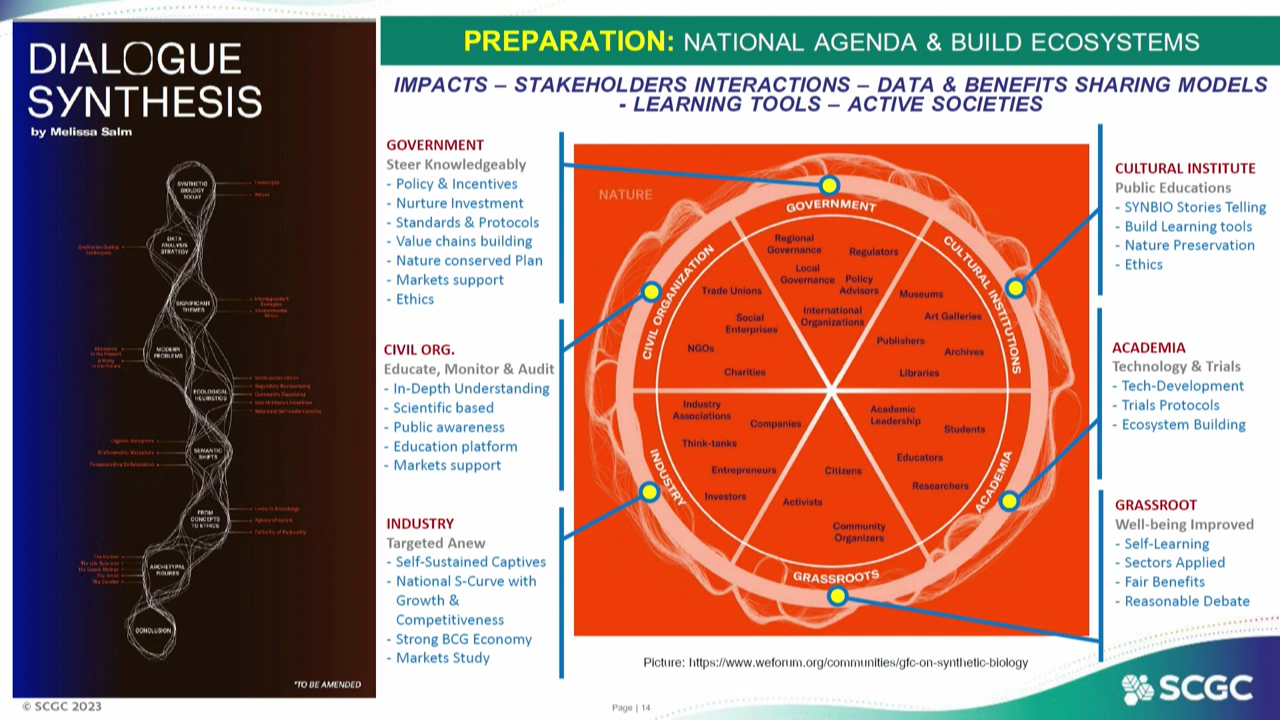 DIALOGUE
SYNTHESIS
by Melissa Salm
SYNTHETIC
BIOLOGY
TODAY
DATA
ANALYSIS
STRATEGY
SIGNIFICANT
THEMES
MODERN
PROBLEMS
ECOLOGICAL
HEURISTICS
SEMANTIC
SHIFTS
FROM
CONCEPTS
TO ETHICS
ARCHETYPAL
FIGURES
CONCLUSION
*TO BE AMENDED
PREPARATION: NATIONAL AGENDA & BUILD ECOSYSTEMS
IMPACTS – STAKEHOLDERS INTERACTIONS – DATA & BENEFITS SHARING MODELS
- LEARNING TOOLS – ACTIVE SOCIETIES
GOVERNMENT
Steer Knowledgeably
- Policy & Incentives
- Nurture Investment
- Standards & Protocols
- Value chains building
- Nature conserved Plan
- Markets support
- Ethics
CIVIL ORG.
Educate, Monitor & Audit
- In-Depth Understanding
- Scientific based
- Public awareness
- Education platform
- Markets support
INDUSTRY
Targeted Anew
- Self-Sustained Captives
- National S-Curve with
Growth &
Competitiveness
- Strong BCG Economy
- Markets Study
NATURE
GOVERNMENT
Regional
Governance
Regulators
Local
Governance
Policy
Advisors
International
Organizations
CULTURAL INSTITUTIONS
Museums
Art Galleries
Publishers
Archives
Libraries
CIVIL ORGANIZATION
Trade Unions
Social
Enterprises
NGOs
Charities
INDUSTRY
Industry
Associations
Companies
Think-tanks
Entrepreneurs
Investors
ACADEMIA
Academic
Leadership
Students
Educators
Researchers
GRASSROOTS
Citizens
Activists
Community
Organizers
Picture: https://www.weforum.org/communities/gfc-on-synthetic-biology
CULTURAL INSTITUTE
Public Educations
- SYNBIO Stories Telling
- Build Learning tools
- Nature Preservation
- Ethics
ACADEMIA
Technology & Trials
- Tech-Development
- Trials Protocols
- Ecosystem Building
GRASSROOT
Well-being Improved
- Self-Learning
- Sectors Applied
- Fair Benefits
- Reasonable Debate
© SCGC 2023
Page | 14
SCGC